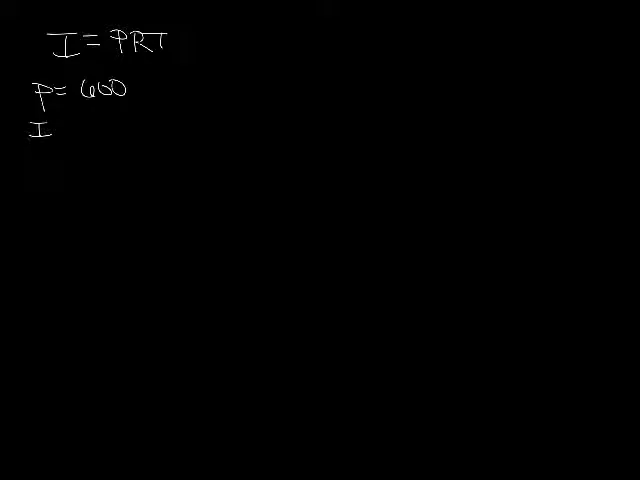 I = PRT
P = 600
I